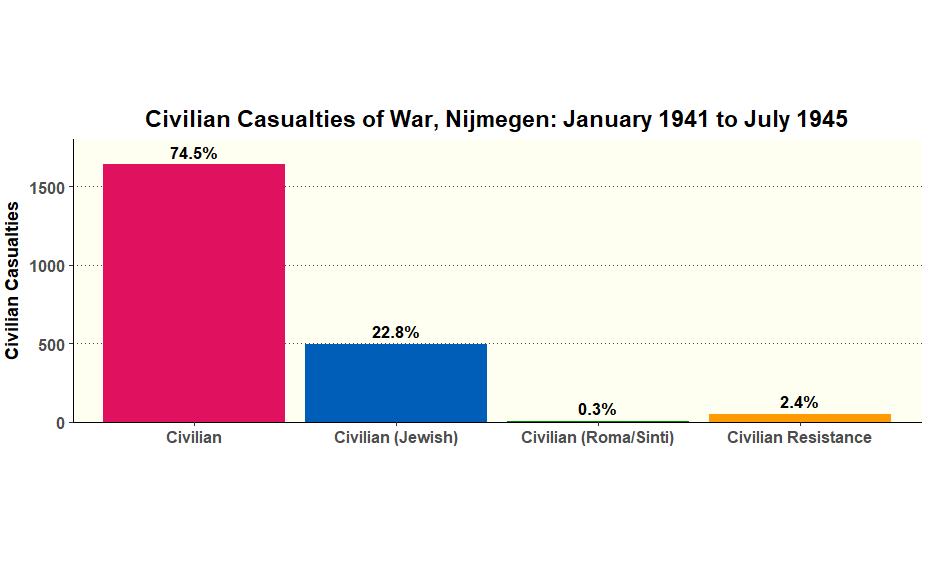 Civilian Casualties of War, Nijmegen: January 1941 to July 1945
Civilian Casualties
1500
1000
500
0
74.5%
22.8%
0.3%
2.4%
Civilian
Civilian (Jewish)
Civilian (Roma/Sinti)
Civilian Resistance